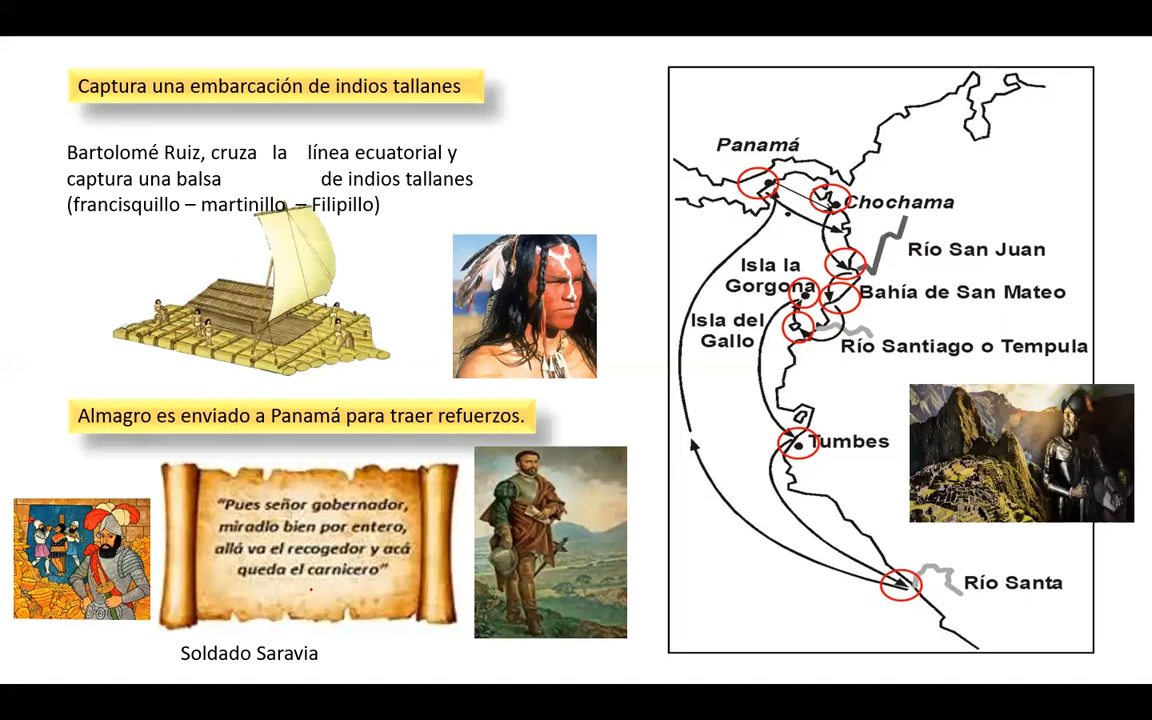 Captura una embarcación de indios tallanes
Bartolomé Ruiz, cruza la línea ecuatorial y
captura una balsa de indios tallanes
(francisquillo – martinillo – Filipillo)
Almagro es enviado a Panamá para traer refuerzos.
"Pues señor gobernador,
miradlo bien por entero,
allá va el recogedor y acá
queda el carnicero"
Soldado Saravia
Panamá
Chochama
Río San Juan
Isla la
Gorgona
Bahía de San Mateo
Isla del
Gallo
Río Santiago o Tempula
Tumbes
Río Santa